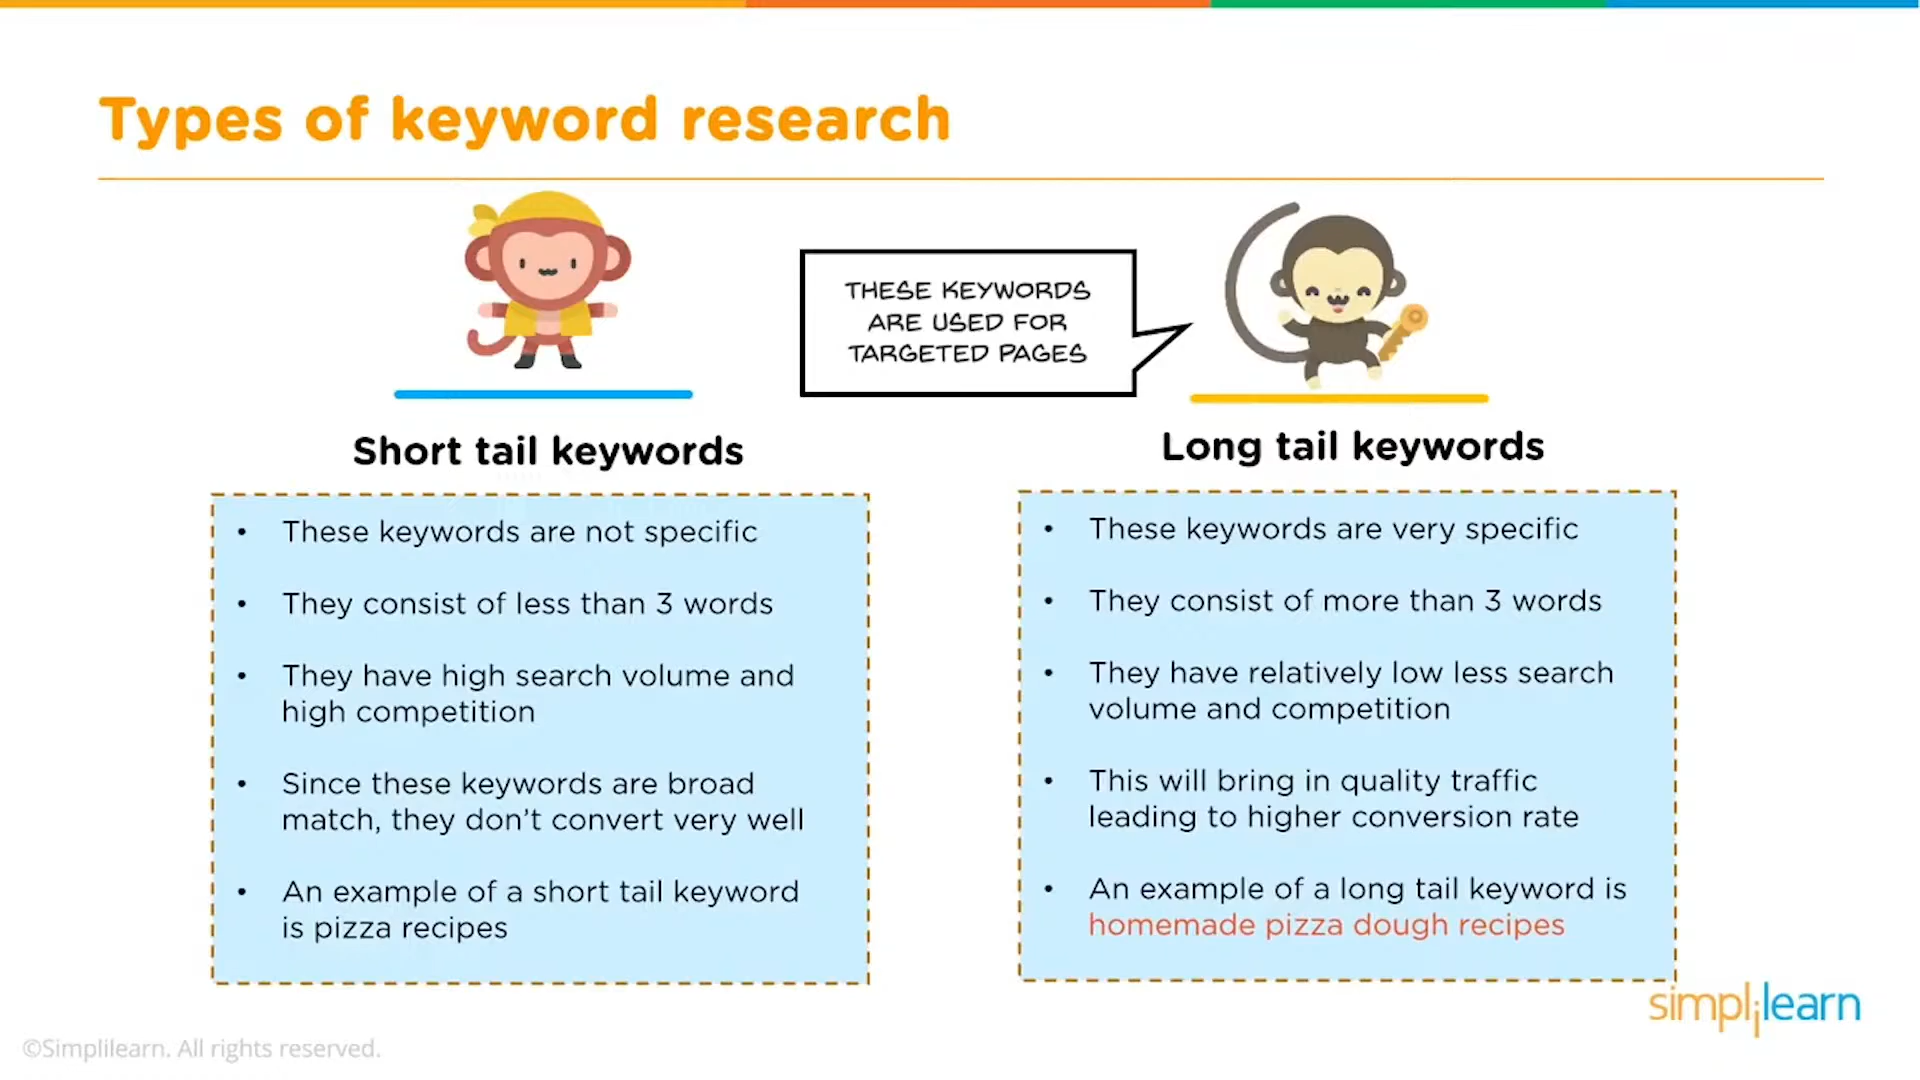 Types of keyword research
THESE KEYWORDS
ARE USED FOR
TARGETED PAGES
Short tail keywords
• These keywords are not specific
• They consist of less than 3 words
• They have high search volume and
high competition
• Since these keywords are broad
match, they don't convert very well
• An example of a short tail keyword
is pizza recipes
Long tail keywords
• These keywords are very specific
• They consist of more than 3 words
• They have relatively low less search
volume and competition
• This will bring in quality traffic
leading to higher conversion rate
• An example of a long tail keyword is
homemade pizza dough recipes
simplilearn
©Simplilearn. All rights reserved.